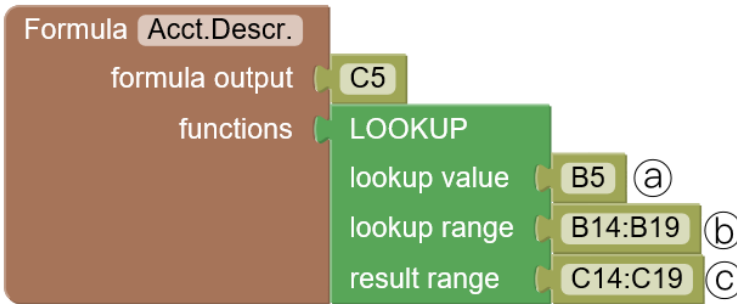 Formula Acct.Descr.
formula output C5
functions LOOKUP
lookup value B5 ⓐ
lookup range B14:B19 ⓑ
result range C14:C19 ⓒ